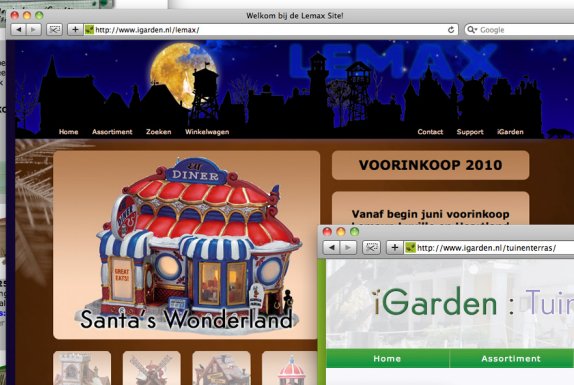 Welkom bij de Lemax Site!
http://www.igarden.nl/lemax/
Google
LEMAX
Home Assortiment Zoeken Winkelwagen Contact Support iGarden
Elf
DINER
GREAT
EATS!
Santa's Wonderland
VOORINKOOP 2010
Vanaf begin juni voorinkoop
http://www.igarden.nl/tuinenterras/
iGarden : Tuin
Home Assortiment